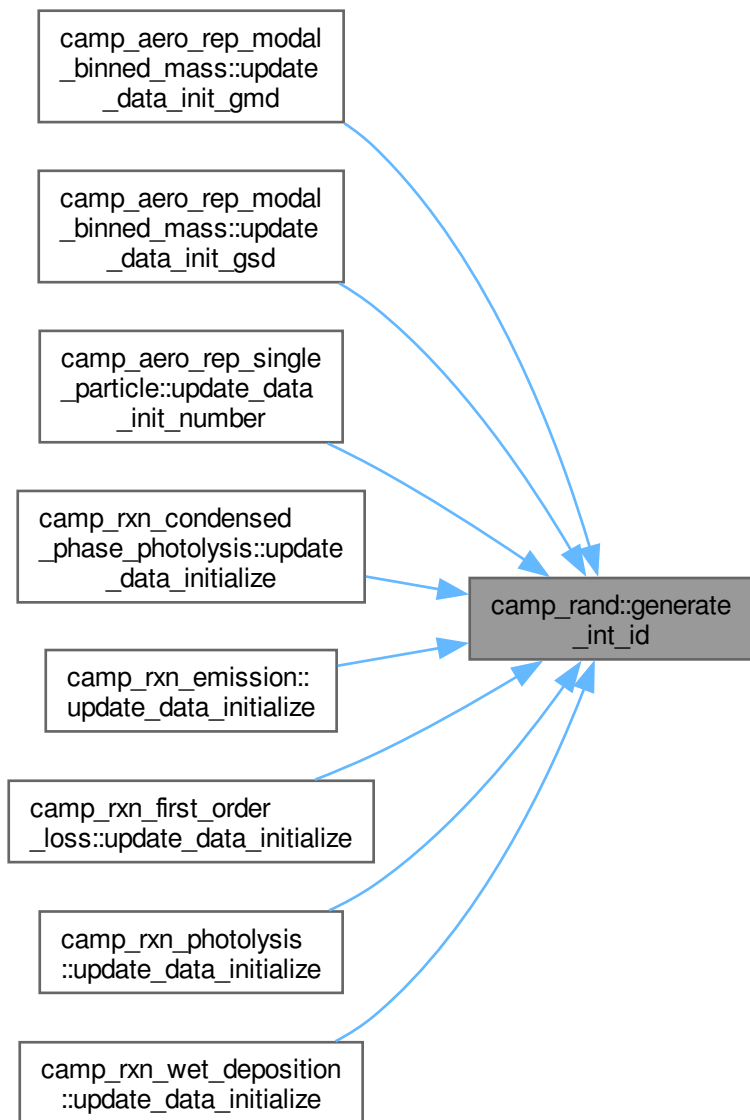 camp_aero_rep_modal
_binned_mass::update
_data_init_gmd
camp_aero_rep_modal
_binned_mass::update
_data_init_gsd
camp_aero_rep_single
_particle::update_data
_init_number
camp_rxn_condensed
_phase_photolysis::update
_data_initialize
camp_rand::generate
_int_id
camp_rxn_emission::
update_data_initialize
camp_rxn_first_order
_loss::update_data_initialize
camp_rxn_photolysis
::update_data_initialize
camp_rxn_wet_deposition
::update_data_initialize